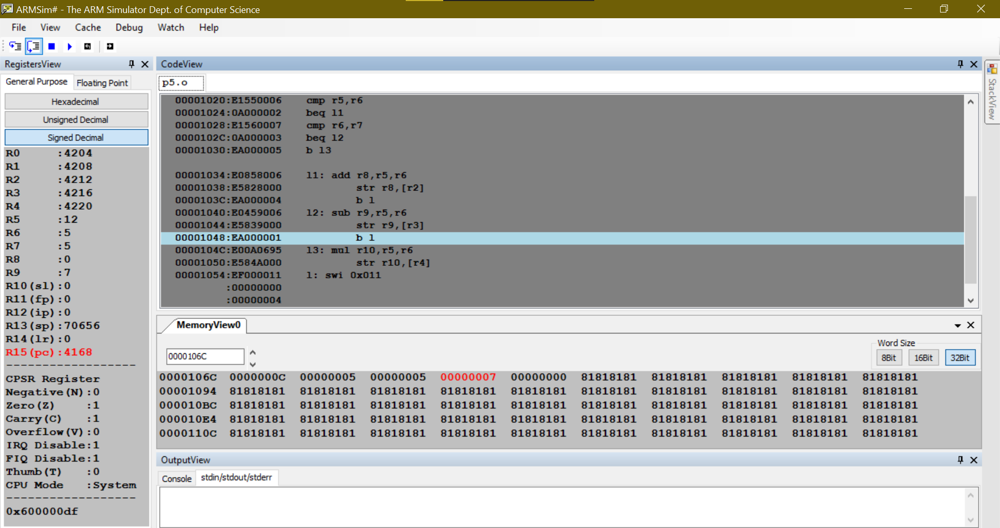 ARMSim# - The ARM Simulator Dept. of Computer Science
File View Cache Debug Watch Help
RegistersView
General Purpose Floating Point
Hexadecimal
Unsigned Decimal
Signed Decimal
R0 :4204
R1 :4208
R2 :4212
R3 :4216
R4 :4220
R5 :12
R6 :5
R7 :5
R8 :0
R9 :7
R10(sl):0
R11(fp):0
R12(ip):0
R13(sp):70656
R14(lr):0
R15(pc):4168
-------------------
CPSR Register
Negative(N):0
Zero(Z) :1
Carry(C) :1
Overflow(V):0
IRQ Disable:1
FIQ Disable:1
Thumb(T) :0
CPU Mode :System
-------------------
0x600000df
CodeView
p5.o
00001020:E1550006 cmp r5,r6
00001024:0A000002 beq l1
00001028:E1560007 cmp r6,r7
0000102C:0A000003 beq l2
00001030:EA000005 b l3
00001034:E0858006 l1: add r8,r5,r6
00001038:E5828000 str r8,[r2]
0000103C:EA000004 b l
00001040:E0459006 l2: sub r9,r5,r6
00001044:E5839000 str r9,[r3]
00001048:EA000001 b l
0000104C:E00A0695 l3: mul r10,r5,r6
00001050:E584A000 str r10,[r4]
00001054:EF000011 l: swi 0x011
:00000000
:00000004
StackView
MemoryView0
0000106C
Word Size
8Bit 16Bit 32Bit
0000106C 0000000C 00000005 00000005 00000007 00000000 81818181 81818181 81818181 81818181 81818181
00001094 81818181 81818181 81818181 81818181 81818181 81818181 81818181 81818181 81818181 81818181
000010BC 81818181 81818181 81818181 81818181 81818181 81818181 81818181 81818181 81818181 81818181
000010E4 81818181 81818181 81818181 81818181 81818181 81818181 81818181 81818181 81818181 81818181
0000110C 81818181 81818181 81818181 81818181 81818181 81818181 81818181 81818181 81818181 81818181
OutputView
Console stdin/stdout/stderr